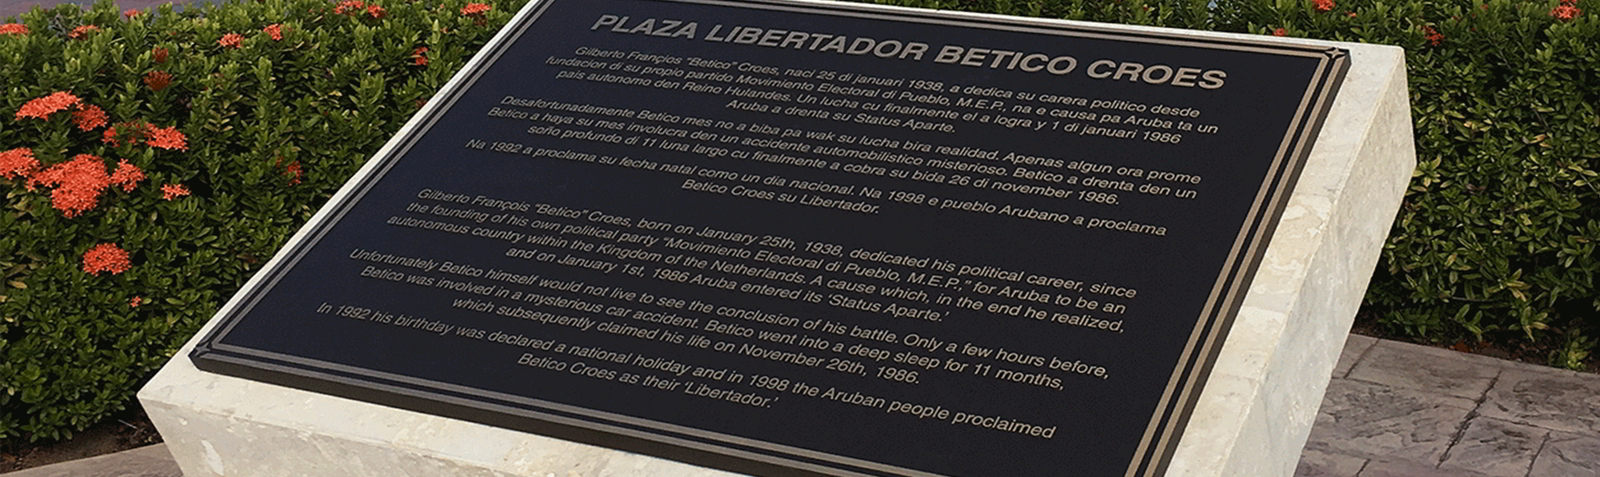 PLAZA LIBERTADOR BETICO CROES
Gilberto Françios "Betico" Croes, naci 25 di januari 1938, a dedica su carera politico desde
fundacion di su propio partido Movimiento Electoral di Pueblo, M.E.P., na e causa pa Aruba ta un
pais autonomo den Reino Hulandes. Un lucha cu finalmente el a logra y 1 di januari 1986
Aruba a drenta su Status Aparte.
Desafortunadamente Betico mes no a biba pa wak su lucha bira realidad. Apenas algun ora prome
Betico a haya su mes involucra den un accidente automobilistico misterioso. Betico a drenta den un
soño profundo di 11 luna largo cu finalmente a cobra su bida 26 di november 1986.
Na 1992 a proclama su fecha natal como un dia nacional. Na 1998 e pueblo Arubano a proclama
Betico Croes su Libertador.
Gilberto François "Betico" Croes, born on January 25th, 1938, dedicated his political career, since
the founding of his own political party "Movimiento Electoral di Pueblo, M.E.P.," for Aruba to be an
autonomous country within the Kingdom of the Netherlands. A cause which, in the end he realized,
and on January 1st, 1986 Aruba entered its 'Status Aparte.'
Unfortunately Betico himself would not live to see the conclusion of his battle. Only a few hours before,
Betico was involved in a mysterious car accident. Betico went into a deep sleep for 11 months,
which subsequently claimed his life on November 26th, 1986.
In 1992 his birthday was declared a national holiday and in 1998 the Aruban people proclaimed
Betico Croes as their 'Libertador.'